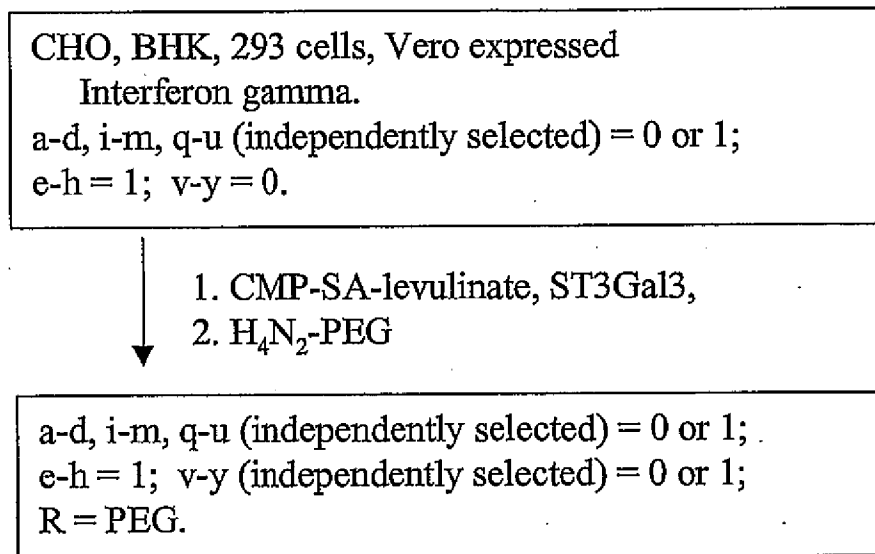 CHO, BHK, 293 cells, Vero expressed
Interferon gamma.
a-d, i-m, q-u (independently selected) = 0 or 1;
e-h = 1; v-y = 0.
1. CMP-SA-levulinate, ST3Gal3,
2. H₄N₂-PEG
a-d, i-m, q-u (independently selected) = 0 or 1;
e-h = 1; v-y (independently selected) = 0 or 1;
R = PEG.